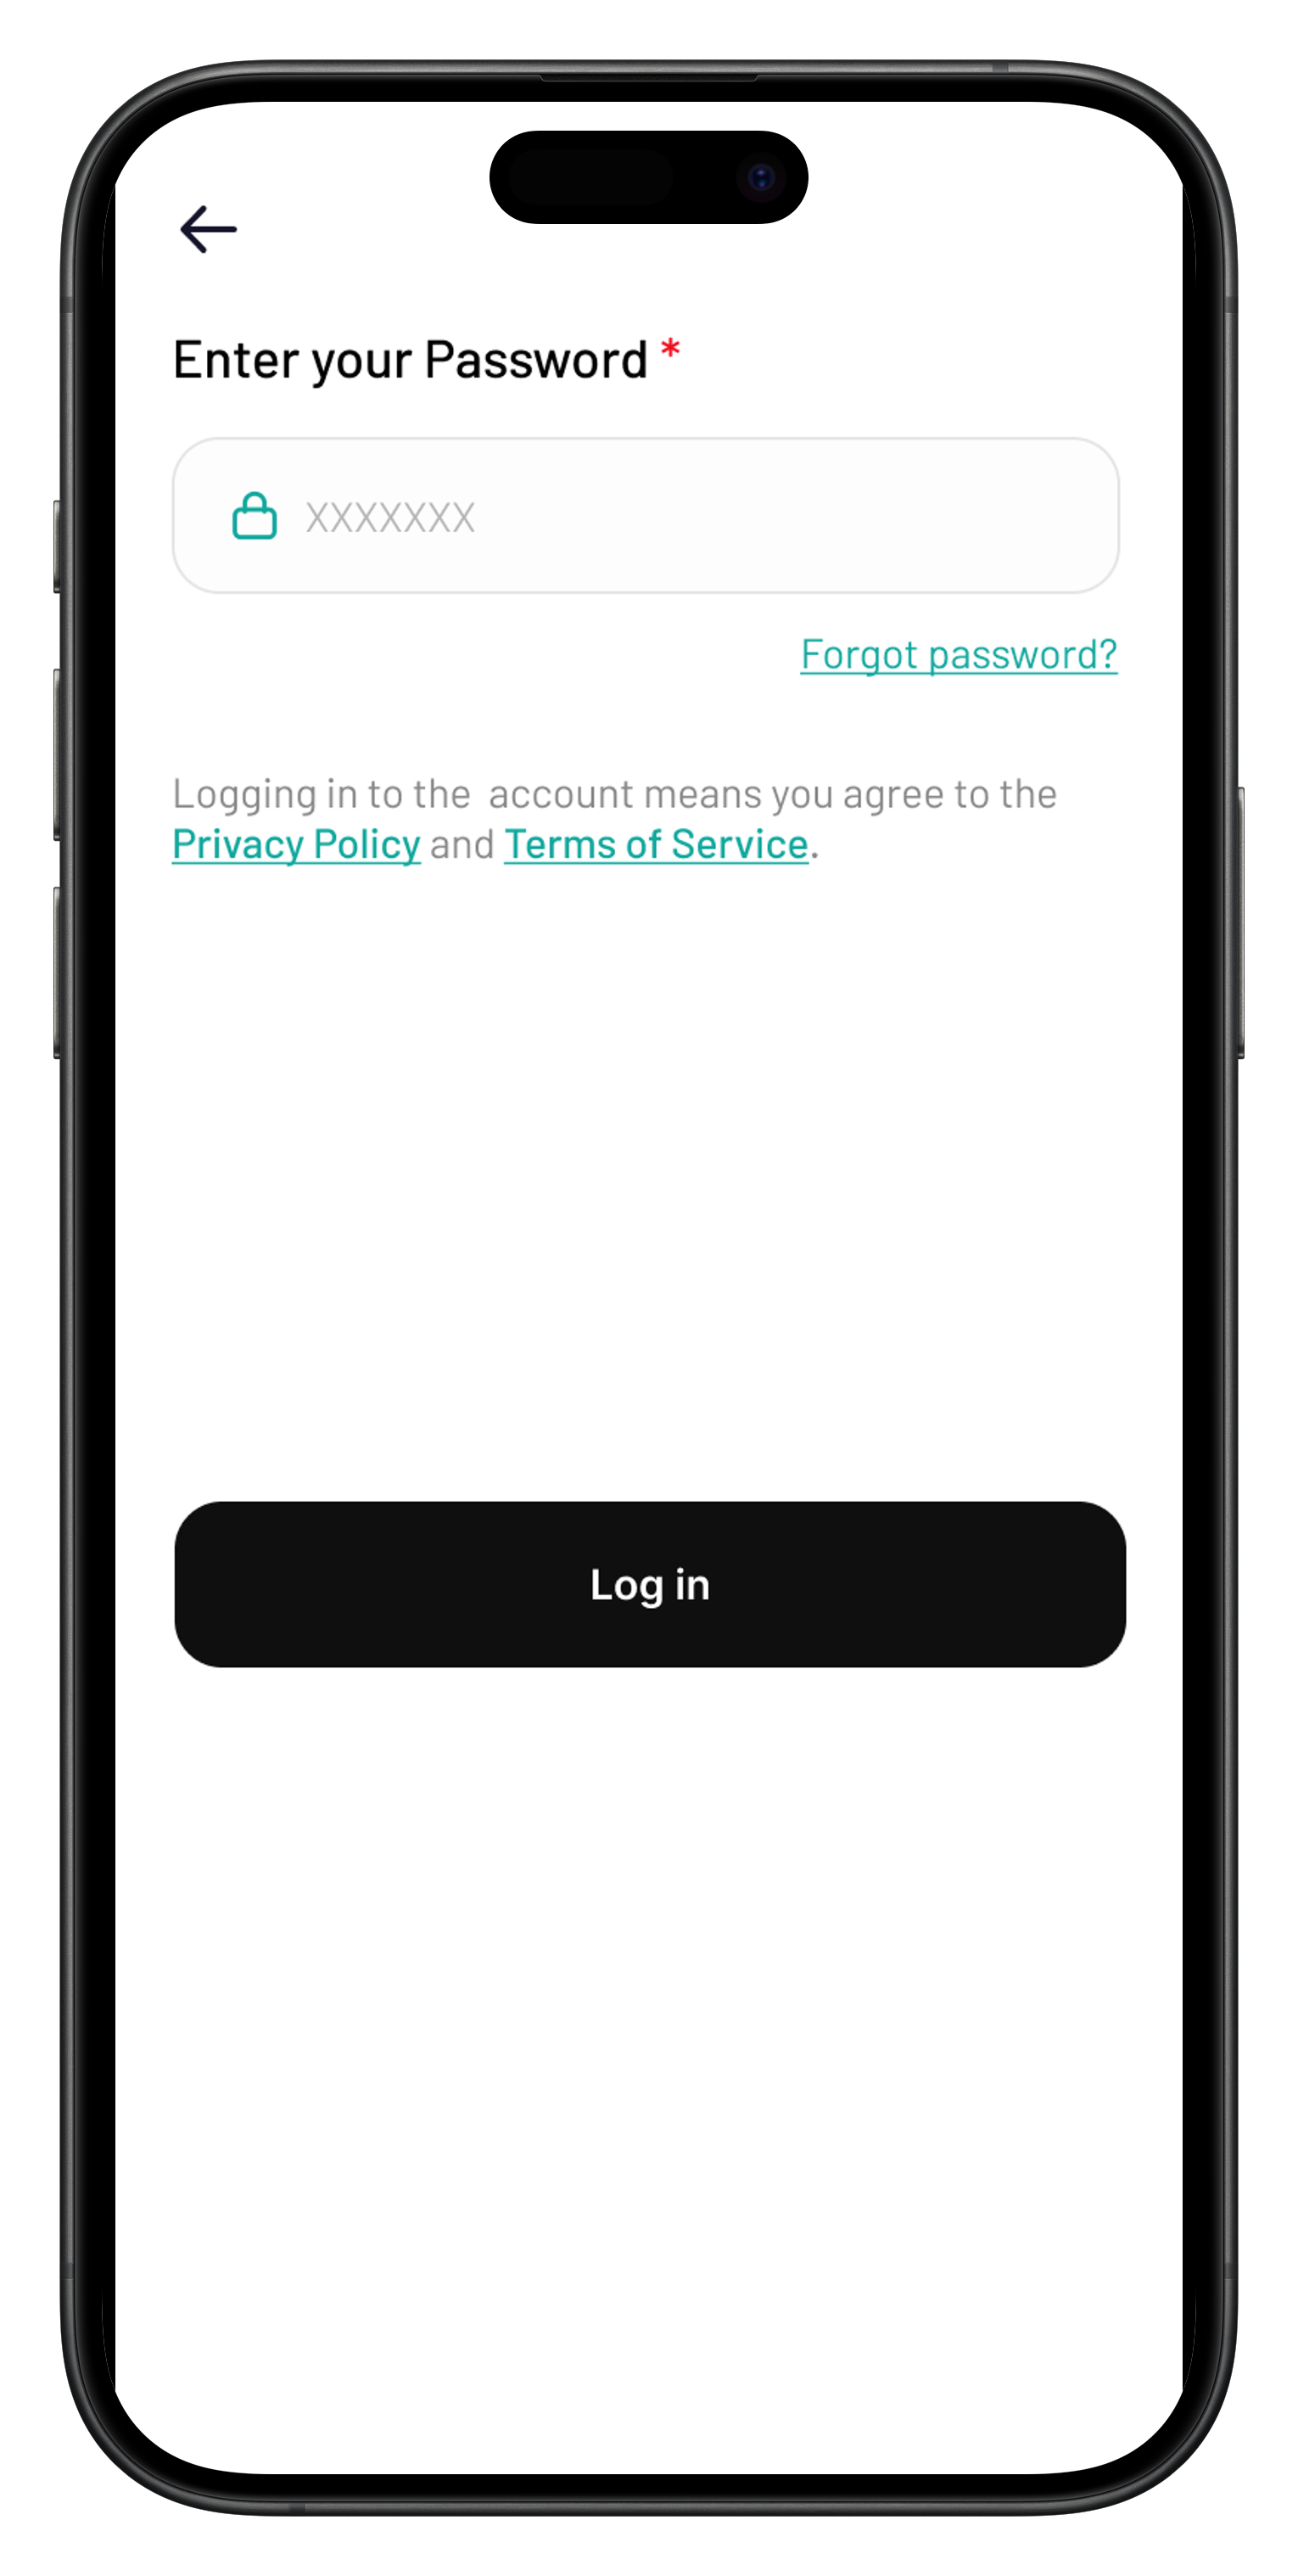 Enter your Password *
XXXXXXX
Forgot password?
Logging in to the account means you agree to the
Privacy Policy and Terms of Service.
Log in